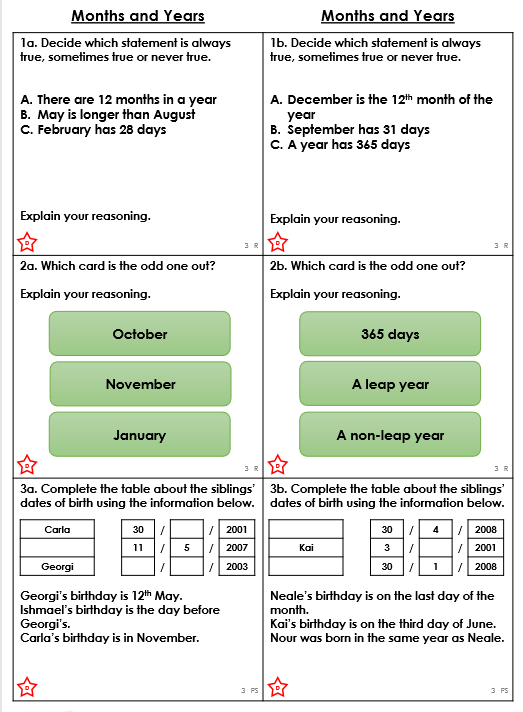 Months and Years
Months and Years
1a. Decide which statement is always
true, sometimes true or never true.
A. There are 12 months in a year
B. May is longer than August
C. February has 28 days
Explain your reasoning.
D
3 R
1b. Decide which statement is always
true, sometimes true or never true.
A. December is the 12th month of the
year
B. September has 31 days
C. A year has 365 days
Explain your reasoning.
D
3 R
2a. Which card is the odd one out?
Explain your reasoning.
October
November
January
D
3 R
2b. Which card is the odd one out?
Explain your reasoning.
365 days
A leap year
A non-leap year
D
3 R
3a. Complete the table about the siblings’
dates of birth using the information below.
Carla 30 / / 2001
11 / 5 / 2007
Georgi / / 2003
Georgi’s birthday is 12th May.
Ishmael’s birthday is the day before
Georgi’s.
Carla’s birthday is in November.
D
3 PS
3b. Complete the table about the siblings’
dates of birth using the information below.
30 / 4 / 2008
Kai 3 / / 2001
30 / 1 / 2008
Neale’s birthday is on the last day of the
month.
Kai’s birthday is on the third day of June.
Nour was born in the same year as Neale.
D
3 PS